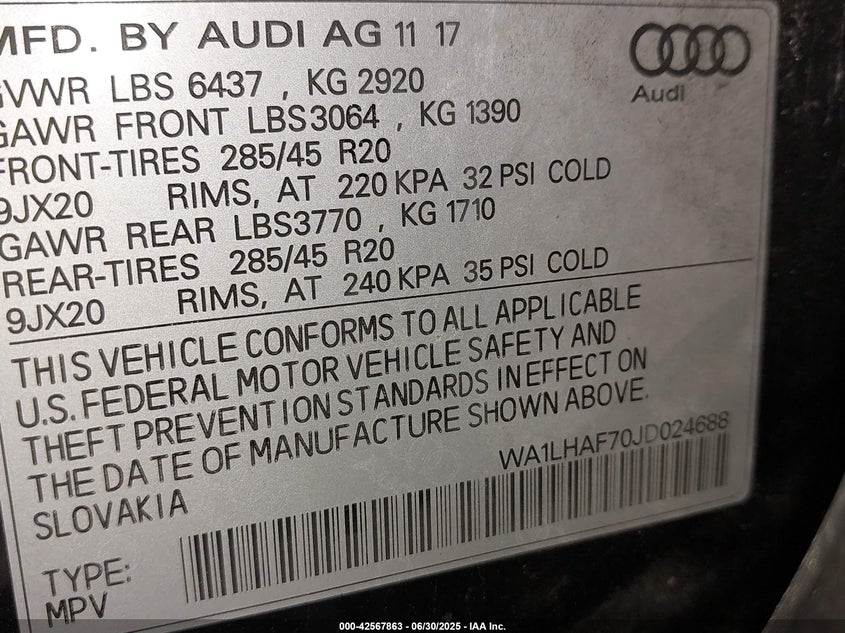 MFD. BY AUDI AG 11 17
GVWR LBS 6437 , KG 2920
GAWR FRONT LBS3064 , KG 1390
FRONT-TIRES 285/45 R20
9JX20 RIMS, AT 220 KPA 32 PSI COLD
GAWR REAR LBS3770 , KG 1710
REAR-TIRES 285/45 R20
9JX20 RIMS, AT 240 KPA 35 PSI COLD
Audi
THIS VEHICLE CONFORMS TO ALL APPLICABLE
U.S. FEDERAL MOTOR VEHICLE SAFETY AND
THEFT PREVENTION STANDARDS IN EFFECT ON
THE DATE OF MANUFACTURE SHOWN ABOVE.
SLOVAKIA
WA1LHAF70JD024688
TYPE:
MPV
000-42567863 - 06/30/2025 - IAA Inc.